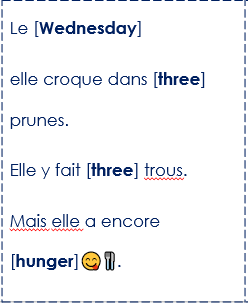 Le [Wednesday]
elle croque dans [three]
prunes.
Elle y fait [three] trous.
Mais elle a encore
[hunger]😋🍴.